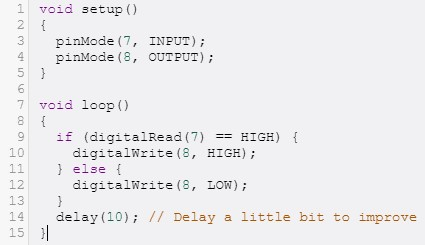 1 void setup()
2 {
3   pinMode(7, INPUT);
4   pinMode(8, OUTPUT);
5 }
6
7 void loop()
8 {
9   if (digitalRead(7) == HIGH) {
10     digitalWrite(8, HIGH);
11   } else {
12     digitalWrite(8, LOW);
13   }
14   delay(10); // Delay a little bit to improve
15 }